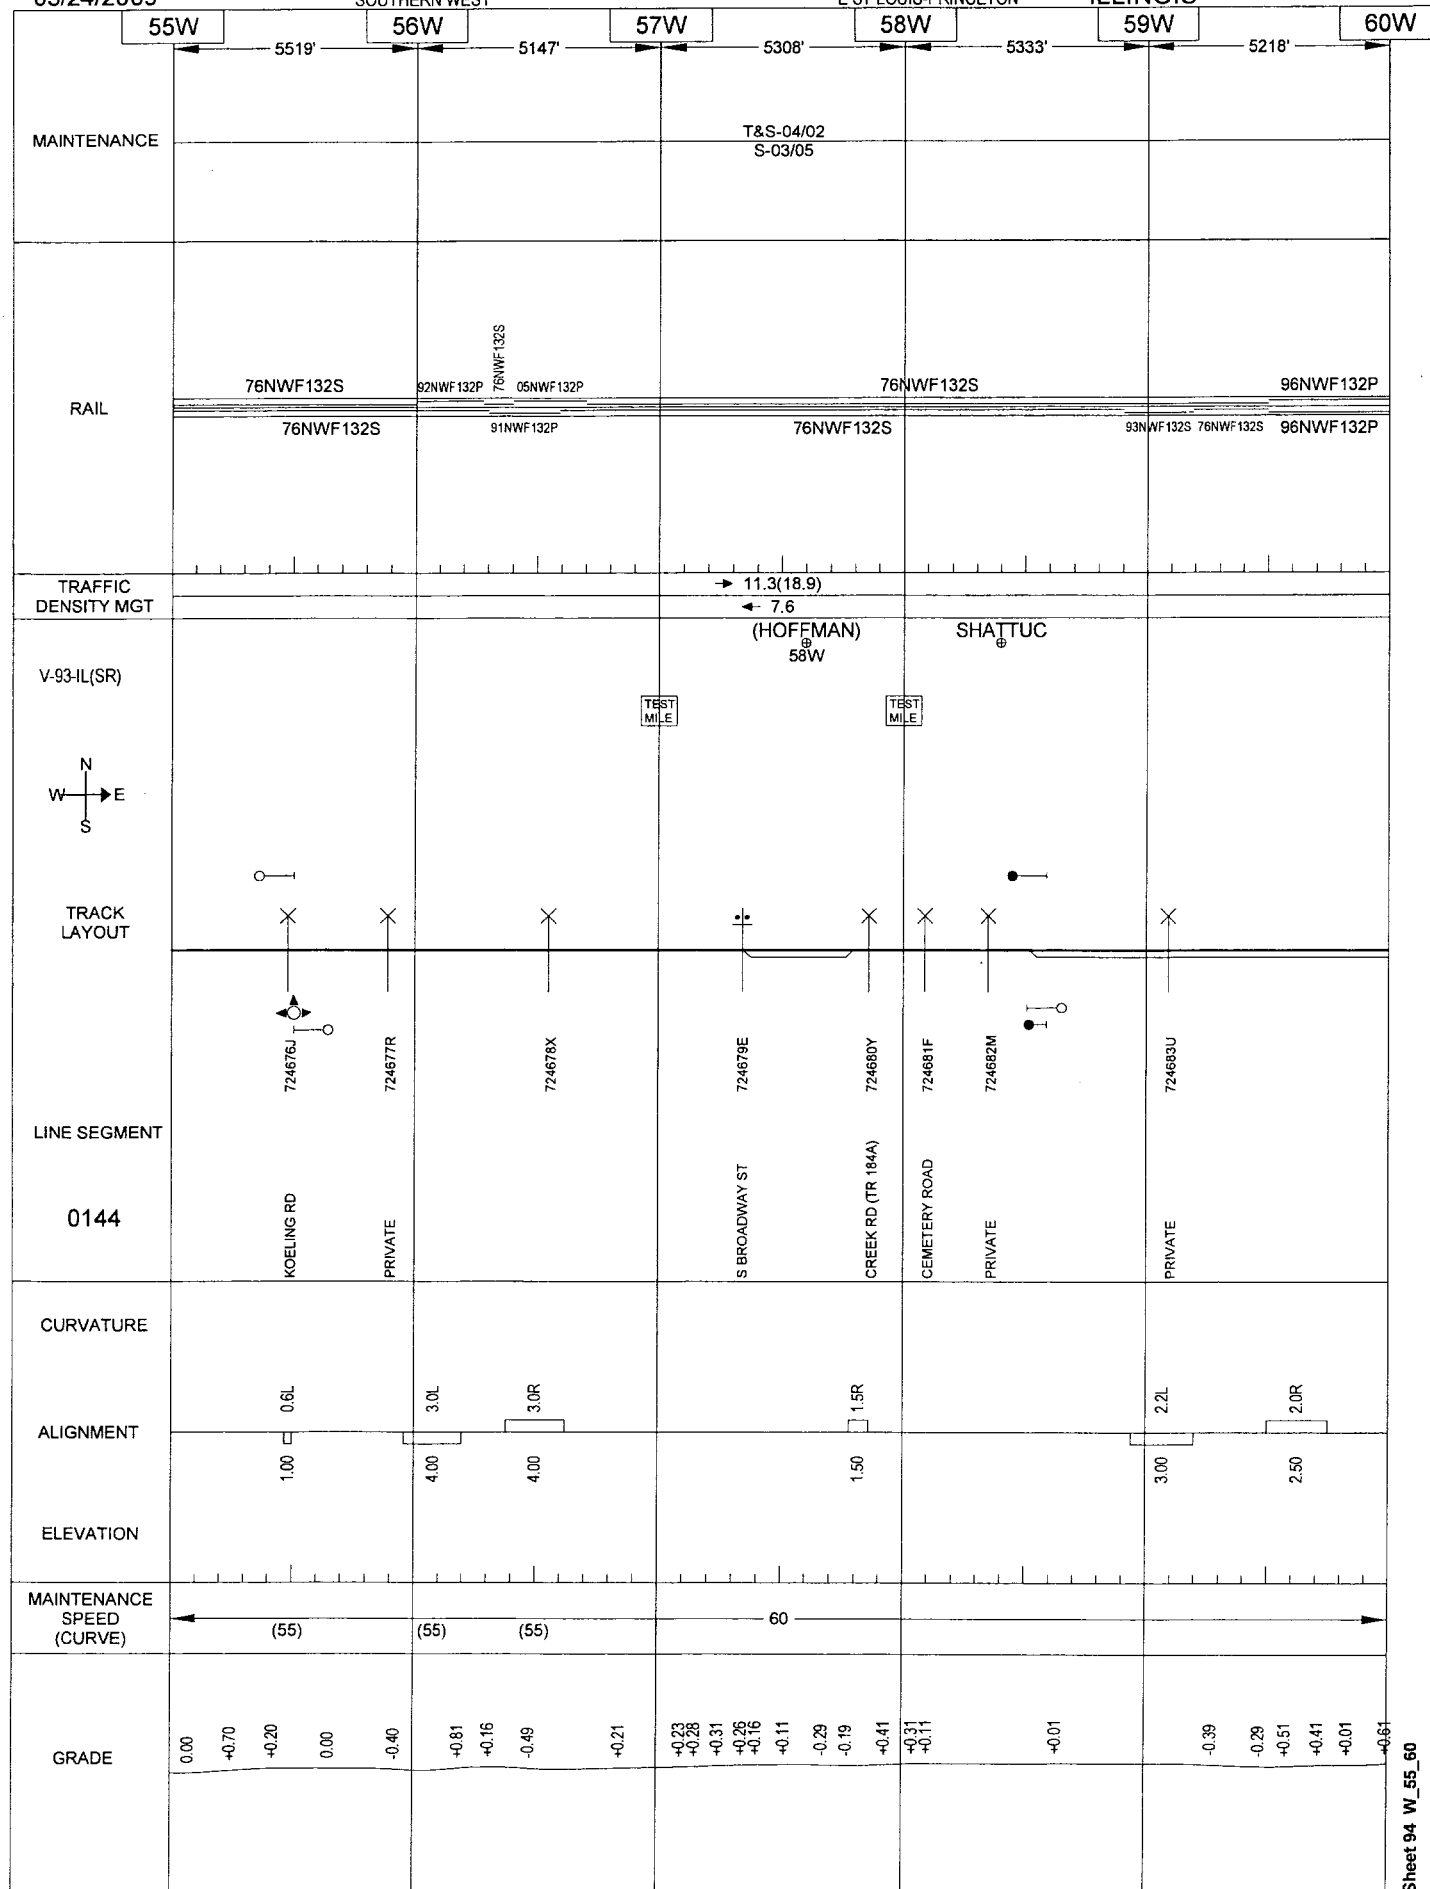 SOUTHERN WEST
ILLINOIS
55W 56W 57W 58W 59W 60W
5519' 5147' 5308' 5333' 5218'
MAINTENANCE
T&S-04/02
S-03/05
RAIL
76NWF132S 92NWF132P 76NWF132S 05NWF132P 76NWF132S 96NWF132P
76NWF132S 91NWF132P 76NWF132S 93NWF132S 76NWF132S 96NWF132P
TRAFFIC
DENSITY MGT
11.3(18.9)
7.6
(HOFFMAN) SHATTUC
58W
V-93-IL(SR)
TEST
MILE
TEST
MILE
N
W E
S
TRACK
LAYOUT
724676J 724677R 724678X 724679E 724680Y 724681F 724682M 724683U
LINE SEGMENT
0144
KOELING RD PRIVATE S BROADWAY ST CREEK RD (TR 184A) CEMETERY ROAD PRIVATE PRIVATE
CURVATURE
0.6L 3.0L 3.0R 1.5R 2.2L 2.0R
ALIGNMENT
1.00 4.00 4.00 1.50 3.00 2.50
ELEVATION
MAINTENANCE
SPEED
(CURVE)
60
(55) (55) (55)
GRADE
0.00 +0.70 +0.20 0.00 -0.40 +0.81 +0.16 -0.49 +0.21 +0.23 +0.28 +0.31 +0.26 +0.16 +0.11 -0.29 -0.19 +0.41 +0.31 +0.11 +0.01 -0.39 -0.29 +0.51 +0.41 +0.01 +0.61
Sheet 94 W_55_60